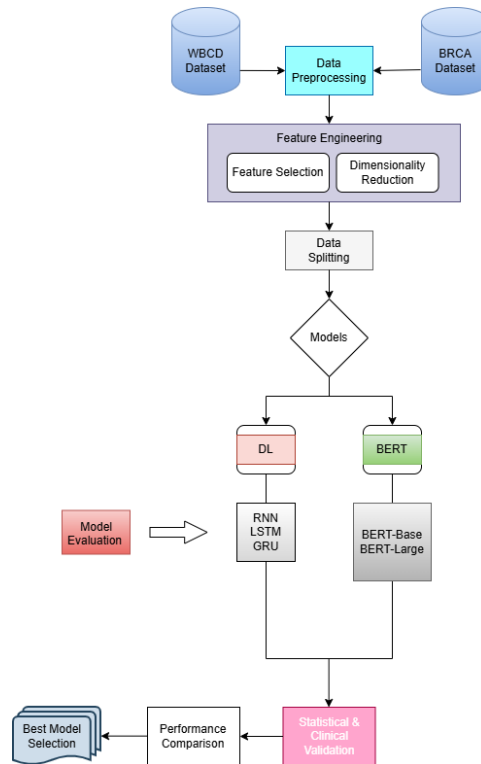 WBCD
Dataset
Data
Preprocessing
BRCA
Dataset
Feature Engineering
Feature Selection
Dimensionality
Reduction
Data
Splitting
Models
DL
BERT
Model
Evaluation
RNN
LSTM
GRU
BERT-Base
BERT-Large
Best Model
Selection
Performance
Comparison
Statistical &
Clinical
Validation